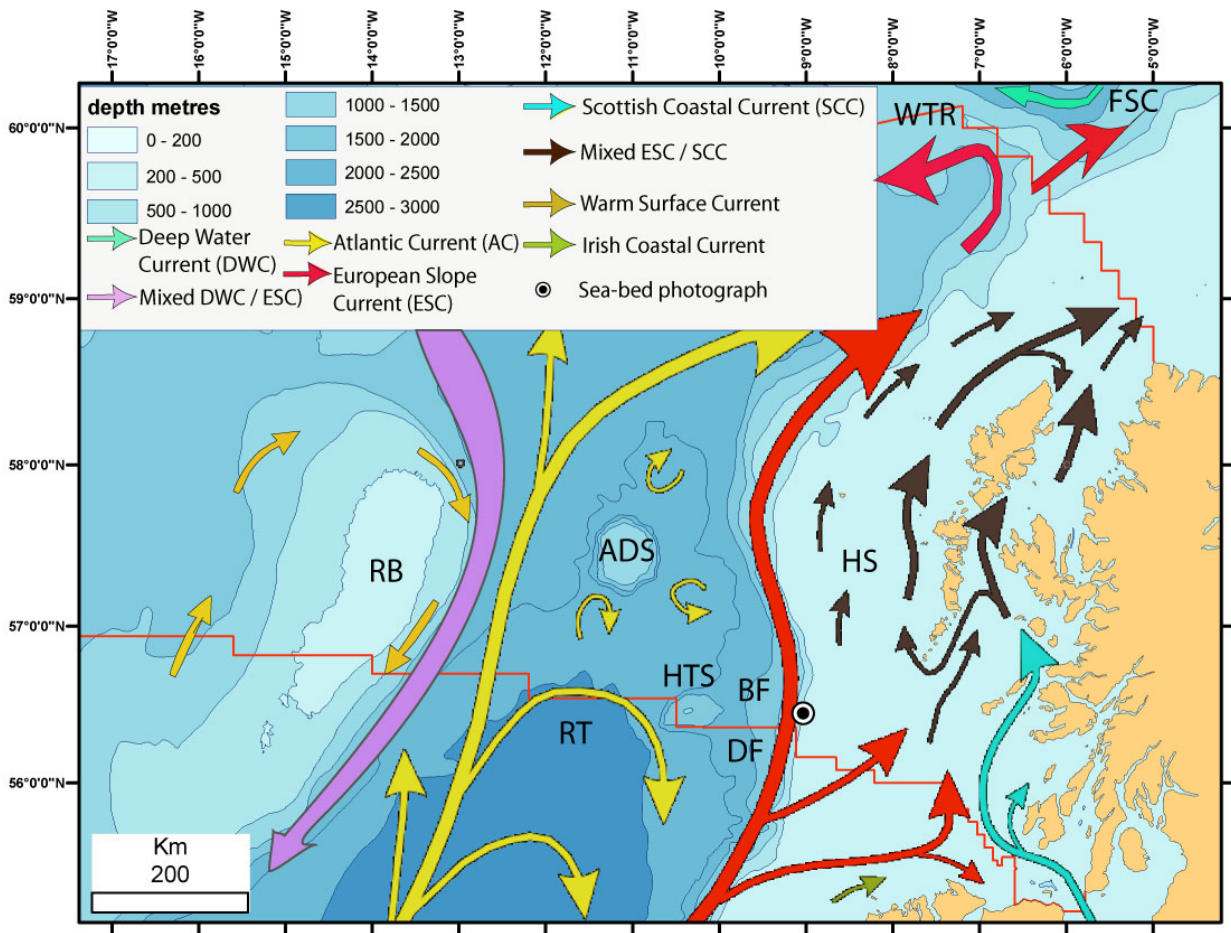 17°0'0"W 16°0'0"W 15°0'0"W 14°0'0"W 13°0'0"W 12°0'0"W 11°0'0"W 10°0'0"W 9°0'0"W 8°0'0"W 7°0'0"W 6°0'0"W 5°0'0"W
60°0'0"N
59°0'0"N
58°0'0"N
57°0'0"N
56°0'0"N
depth metres
0 - 200
200 - 500
500 - 1000
Deep Water
Current (DWC)
Mixed DWC / ESC)
1000 - 1500
1500 - 2000
2000 - 2500
2500 - 3000
Atlantic Current (AC)
European Slope
Current (ESC)
Scottish Coastal Current (SCC)
Mixed ESC / SCC
Warm Surface Current
Irish Coastal Current
Sea-bed photograph
WTR
FSC
ADS
RB
HS
HTS
BF
RT
DF
Km
200